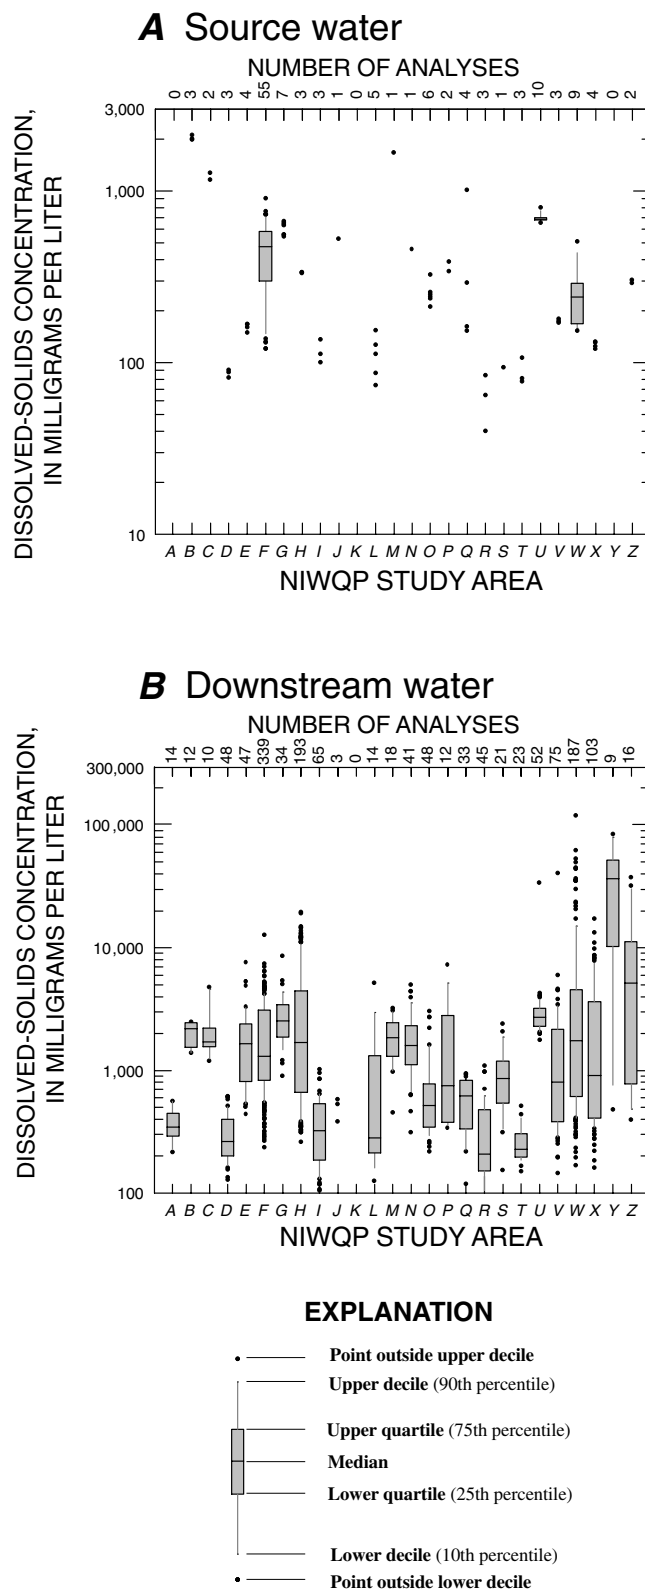 A Source water
NUMBER OF ANALYSES
0 3 2 3 4 55 7 3 3 1 0 5 1 1 6 2 4 3 1 3 10 3 9 4 0 2
DISSOLVED-SOLIDS CONCENTRATION,
IN MILLIGRAMS PER LITER
3,000
1,000
100
10
A B C D E F G H I J K L M N O P Q R S T U V W X Y Z
NIWQP STUDY AREA
B Downstream water
NUMBER OF ANALYSES
14 12 10 48 47 339 34 193 65 3 0 14 18 41 48 12 33 45 21 23 52 75 187 103 9 16
DISSOLVED-SOLIDS CONCENTRATION,
IN MILLIGRAMS PER LITER
300,000
100,000
10,000
1,000
100
A B C D E F G H I J K L M N O P Q R S T U V W X Y Z
NIWQP STUDY AREA
EXPLANATION
Point outside upper decile
Upper decile (90th percentile)
Upper quartile (75th percentile)
Median
Lower quartile (25th percentile)
Lower decile (10th percentile)
Point outside lower decile